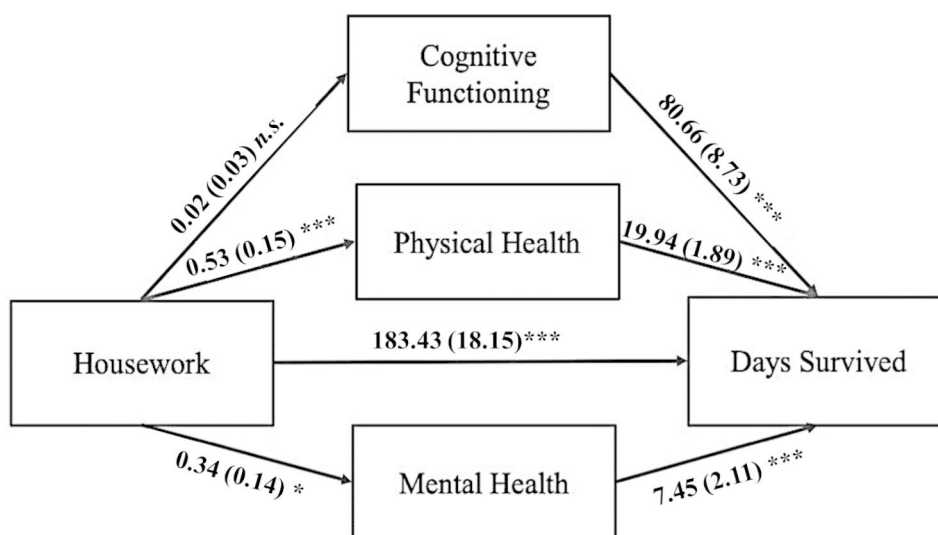 Cognitive
Functioning
0.02 (0.03) n.s.
80.66 (8.73) ***
0.53 (0.15) ***
Physical Health
19.94 (1.89) ***
Housework
183.43 (18.15)***
Days Survived
0.34 (0.14) *
Mental Health
7.45 (2.11) ***